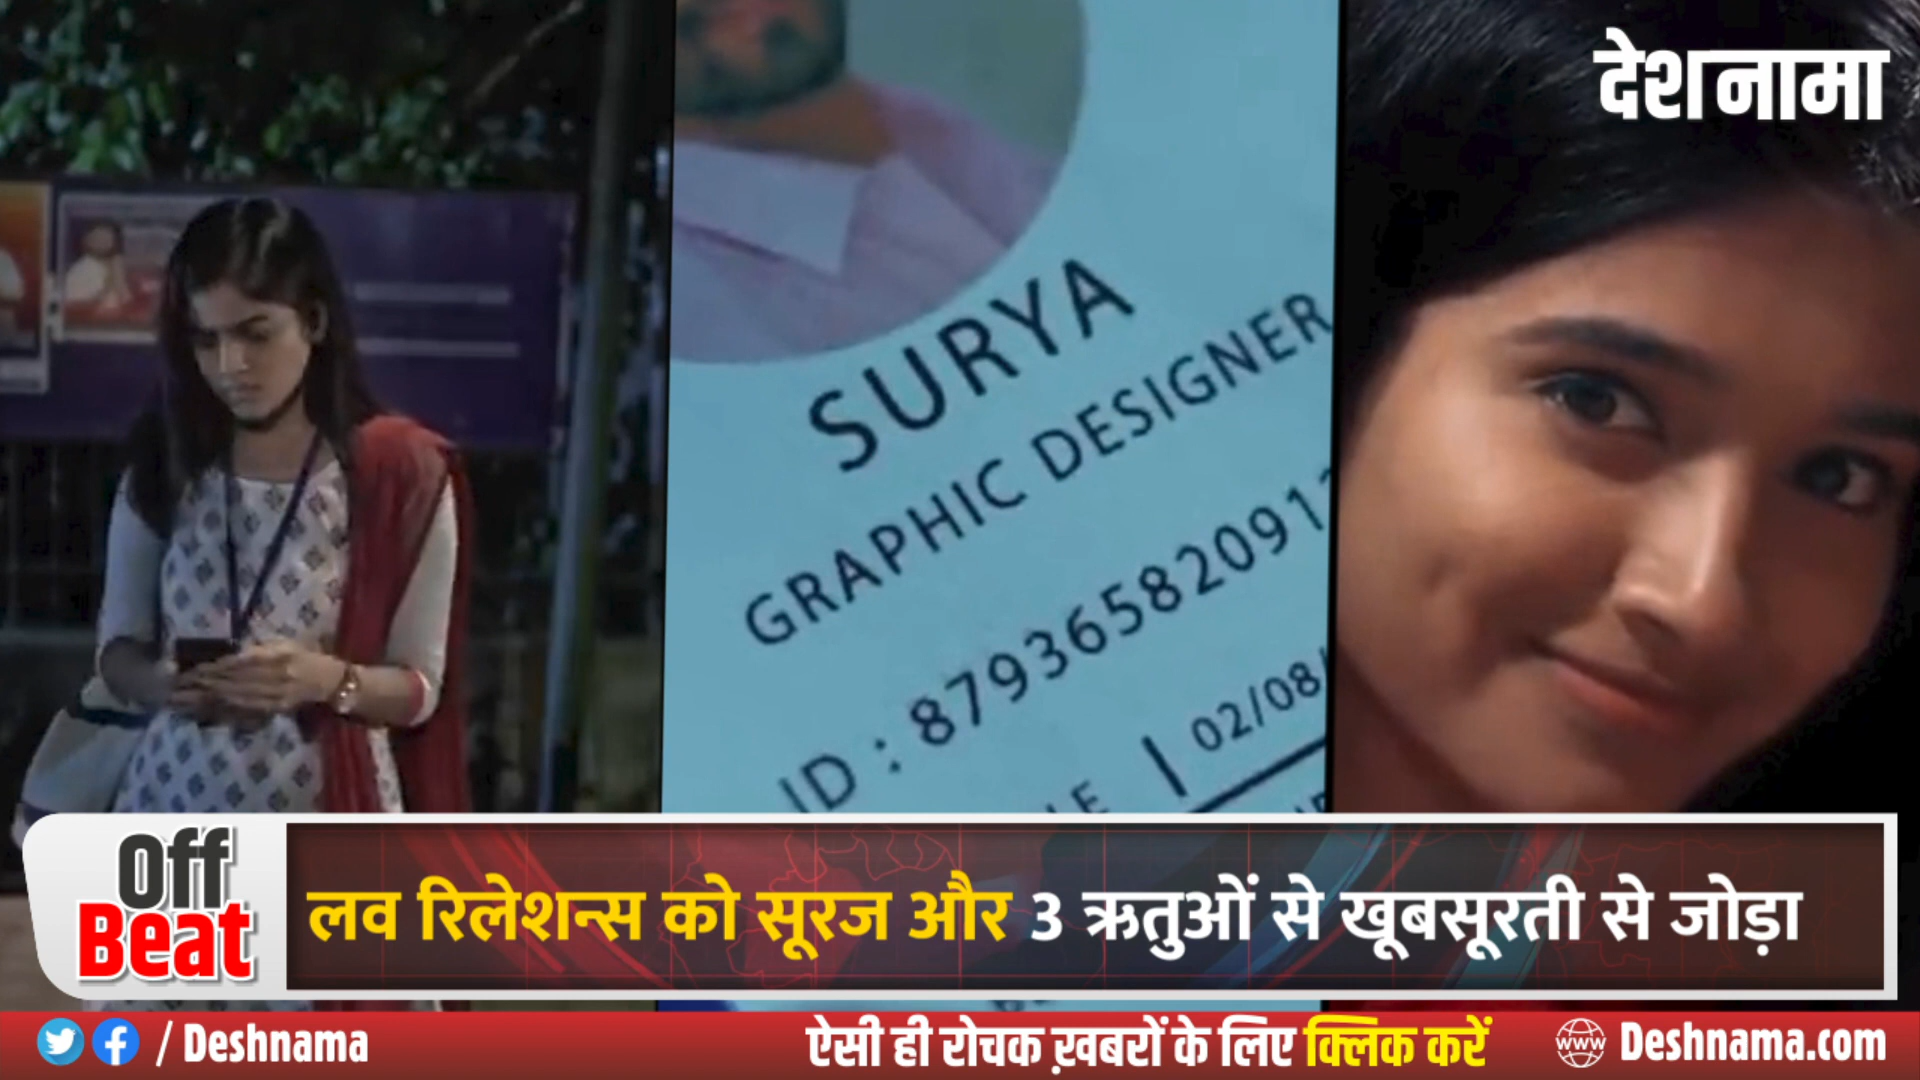 देशनामा
SURYA
GRAPHIC DESIGNER
ID : 879365820913
02/08/
Off
Beat
लव रिलेशन्स को सूरज और 3 ऋतुओं से खूबसूरती से जोड़ा
/ Deshnama
ऐसी ही रोचक ख़बरों के लिए क्लिक करें
www
Deshnama.com